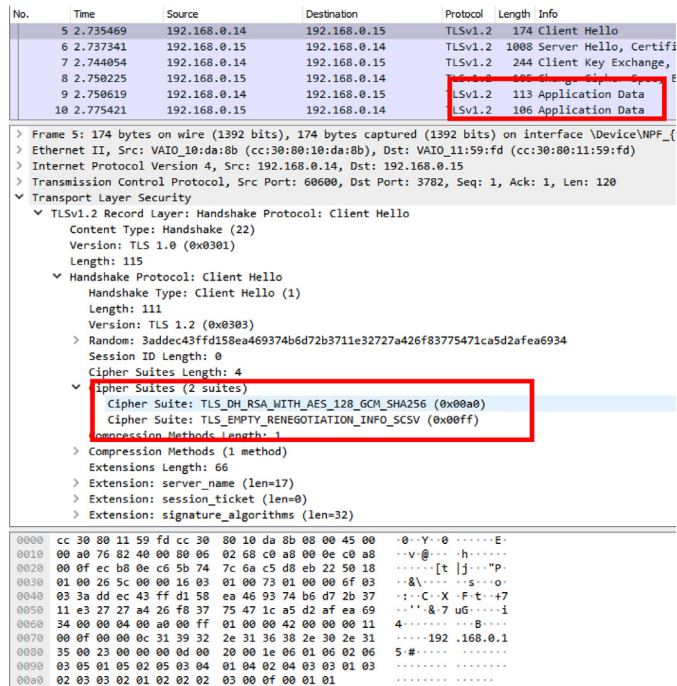 No. Time Source Destination Protocol Length Info
5 2.735469 192.168.0.14 192.168.0.15 TLSv1.2 174 Client Hello
6 2.737341 192.168.0.15 192.168.0.14 TLSv1.2 1008 Server Hello, Certifi
7 2.744054 192.168.0.14 192.168.0.15 TLSv1.2 244 Client Key Exchange,
8 2.750225 192.168.0.15 192.168.0.14
9 2.750619 192.168.0.14 192.168.0.15 TLSv1.2 113 Application Data
10 2.775421 192.168.0.15 192.168.0.14 TLSv1.2 106 Application Data
Frame 5: 174 bytes on wire (1392 bits), 174 bytes captured (1392 bits) on interface \Device\NPF_{
Ethernet II, Src: VAIO_10:da:8b (cc:30:80:10:da:8b), Dst: VAIO_11:59:fd (cc:30:80:11:59:fd)
Internet Protocol Version 4, Src: 192.168.0.14, Dst: 192.168.0.15
Transmission Control Protocol, Src Port: 60600, Dst Port: 3782, Seq: 1, Ack: 1, Len: 120
Transport Layer Security
TLSv1.2 Record Layer: Handshake Protocol: Client Hello
Content Type: Handshake (22)
Version: TLS 1.0 (0x0301)
Length: 115
Handshake Protocol: Client Hello
Handshake Type: Client Hello (1)
Length: 111
Version: TLS 1.2 (0x0303)
Random: 3addec43ffd158ea469374b6d72b3711e32727a426f83775471ca5d2afea6934
Session ID Length: 0
Cipher Suites Length: 4
Cipher Suites (2 suites)
Cipher Suite: TLS_DH_RSA_WITH_AES_128_GCM_SHA256 (0x00a0)
Cipher Suite: TLS_EMPTY_RENEGOTIATION_INFO_SCSV (0x00ff)
Compression Methods Length: 1
Compression Methods (1 method)
Extensions Length: 66
Extension: server_name (len=17)
Extension: session_ticket (len=0)
Extension: signature_algorithms (len=32)
0000 cc 30 80 11 59 fd cc 30 80 10 da 8b 08 00 45 00 ·0··Y··0 ······E·
0010 00 a0 76 82 40 00 80 06 02 68 c0 a8 00 0e c0 a8 ··v·@··· ·h······
0020 00 0f ec b8 0e c6 5b 74 7c 6a c5 d8 eb 22 50 18 ······[t |j···"P·
0030 01 00 26 5c 00 00 16 03 01 00 73 01 00 00 6f 03 ··&\···· ··s···o·
0040 03 3a dd ec 43 ff d1 58 ea 46 93 74 b6 d7 2b 37 ·:··C··X ·F·t··+7
0050 11 e3 27 27 a4 26 f8 37 75 47 1c a5 d2 af ea 69 ··''·&·7 uG·····i
0060 34 00 00 04 00 a0 00 ff 01 00 00 42 00 00 00 11 4······· ···B····
0070 00 0f 00 00 0c 31 39 32 2e 31 36 38 2e 30 2e 31 ·····192 .168.0.1
0080 35 00 23 00 00 00 0d 00 20 00 1e 06 01 06 02 06 5·#····· ·······
0090 03 05 01 05 02 05 03 04 01 04 02 04 03 03 01 03 ········ ········
00a0 02 03 03 02 01 02 02 02 03 00 0f 00 01 01 ········ ······